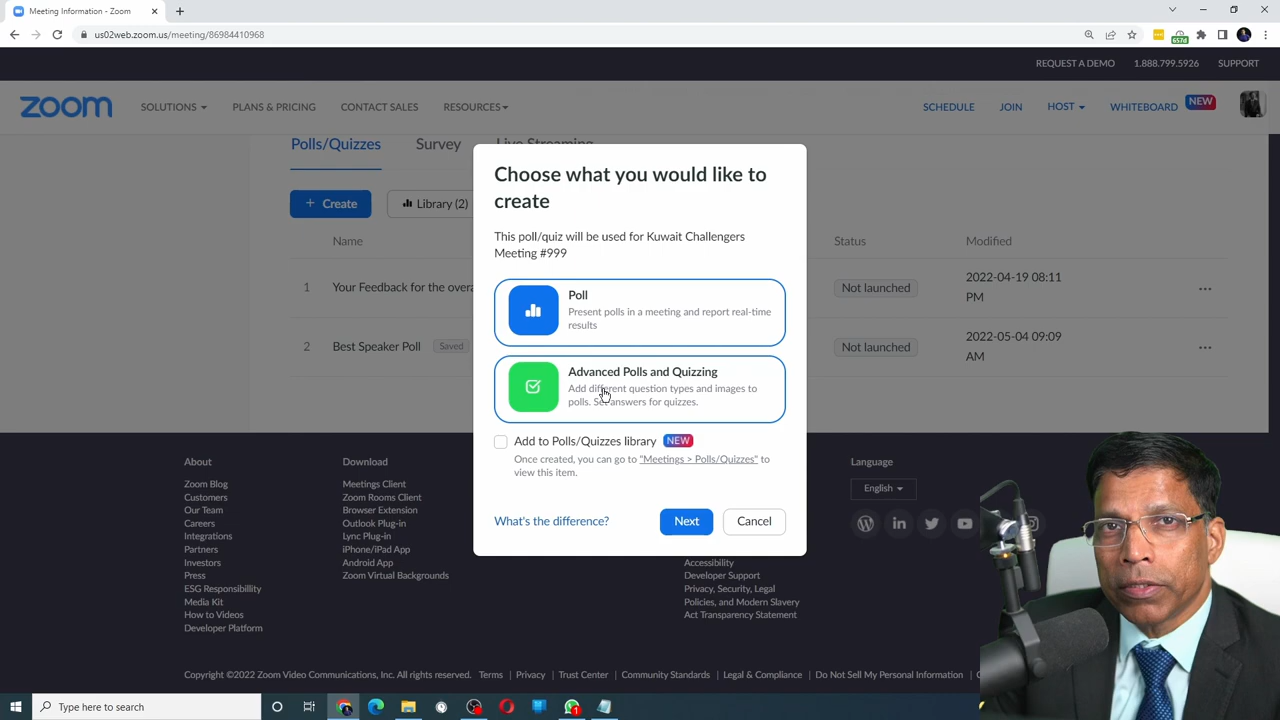 Meeting Information - Zoom
us02web.zoom.us/meeting/86984410968
657d
REQUEST A DEMO 1.888.799.5926 SUPPORT
zoom SOLUTIONS PLANS & PRICING CONTACT SALES RESOURCES SCHEDULE JOIN HOST WHITEBOARD NEW
Polls/Quizzes Survey Live Streaming
+ Create Library (2)
Name Status Modified
1 Your Feedback for the overa Not launched 2022-04-19 08:11
PM
2 Best Speaker Poll Saved Not launched 2022-05-04 09:09
AM
Choose what you would like to
create
This poll/quiz will be used for Kuwait Challengers
Meeting #999
Poll
Present polls in a meeting and report real-time
results
Advanced Polls and Quizzing
Add different question types and images to
polls. Set answers for quizzes.
Add to Polls/Quizzes library NEW
Once created, you can go to "Meetings > Polls/Quizzes" to
view this item.
What's the difference? Next Cancel
About
Zoom Blog
Customers
Our Team
Careers
Integrations
Partners
Investors
Press
ESG Responsibillity
Media Kit
How to Videos
Developer Platform
Download
Meetings Client
Zoom Rooms Client
Browser Extension
Outlook Plug-in
Lync Plug-in
iPhone/iPad App
Android App
Zoom Virtual Backgrounds
Accessibility
Developer Support
Privacy, Security, Legal
Policies, and Modern Slavery
Act Transparency Statement
Language
English
Copyright ©2022 Zoom Video Communications, Inc. All rights reserved. Terms | Privacy | Trust Center | Community Standards | Legal & Compliance | Do Not Sell My Personal Information |
Type here to search
1